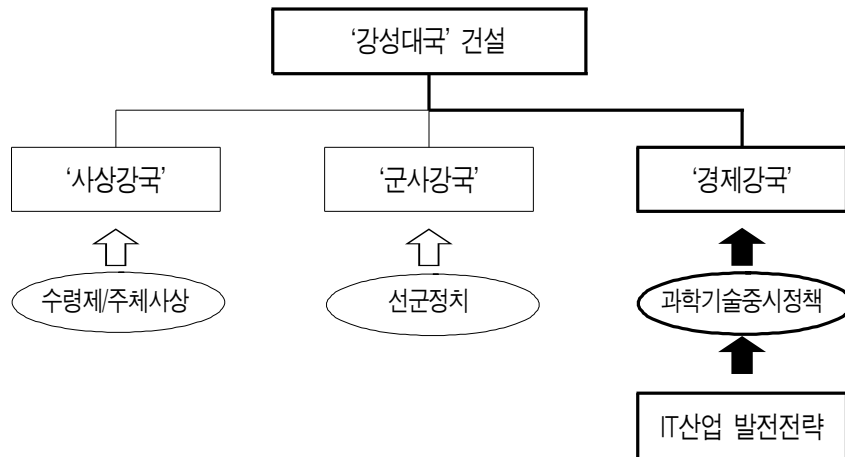 ‘강성대국’ 건설
‘사상강국’
‘군사강국’
‘경제강국’
수령제/주체사상
선군정치
과학기술중시정책
IT산업 발전전략